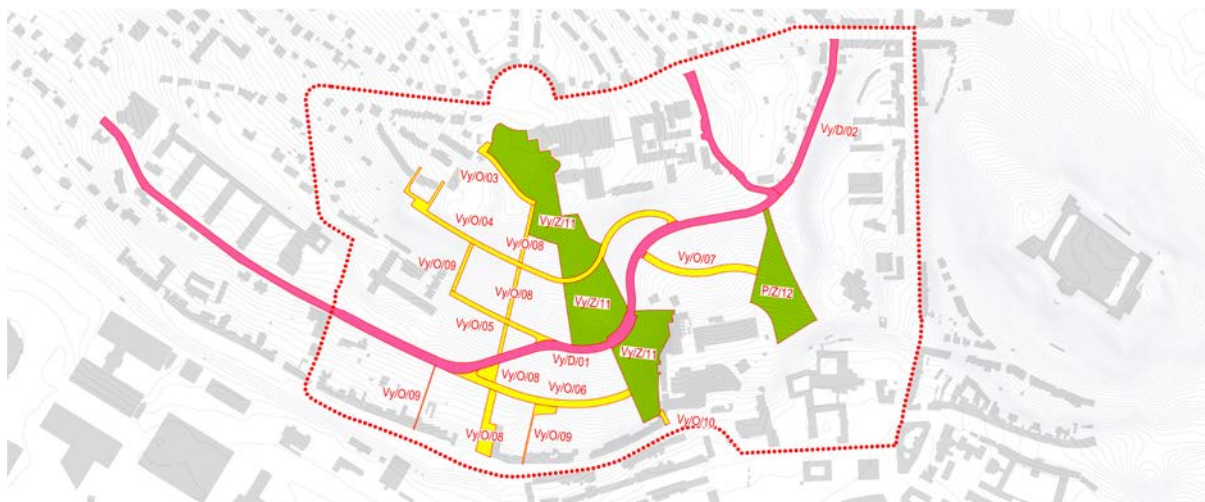 Vy/D/02
Vy/O/03
Vy/O/04
Vy/Z/11
Vy/O/08
Vy/O/09
Vy/O/07
Vy/O/08
P/Z/12
Vy/Z/11
Vy/O/05
Vy/D/01
Vy/Z/11
Vy/O/08
Vy/O/06
Vy/O/09
Vy/O/10
Vy/O/08
Vy/O/09